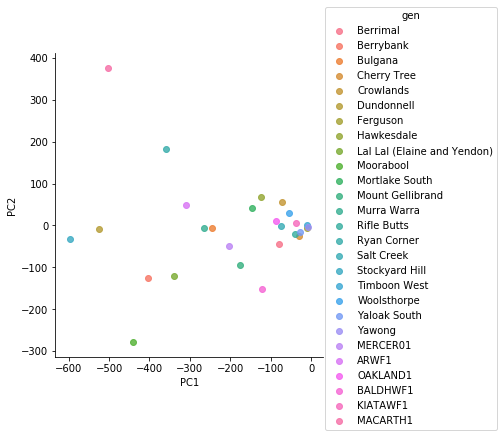 gen
Berrimal
Berrybank
Bulgana
Cherry Tree
Crowlands
Dundonnell
Ferguson
Hawkesdale
Lal Lal (Elaine and Yendon)
Moorabool
Mortlake South
Mount Gellibrand
Murra Warra
Rifle Butts
Ryan Corner
Salt Creek
Stockyard Hill
Timboon West
Woolsthorpe
Yaloak South
Yawong
MERCER01
ARWF1
OAKLAND1
BALDHWF1
KIATAWF1
MACARTH1
400
300
200
100
0
−100
−200
−300
PC2
−600 −500 −400 −300 −200 −100 0
PC1